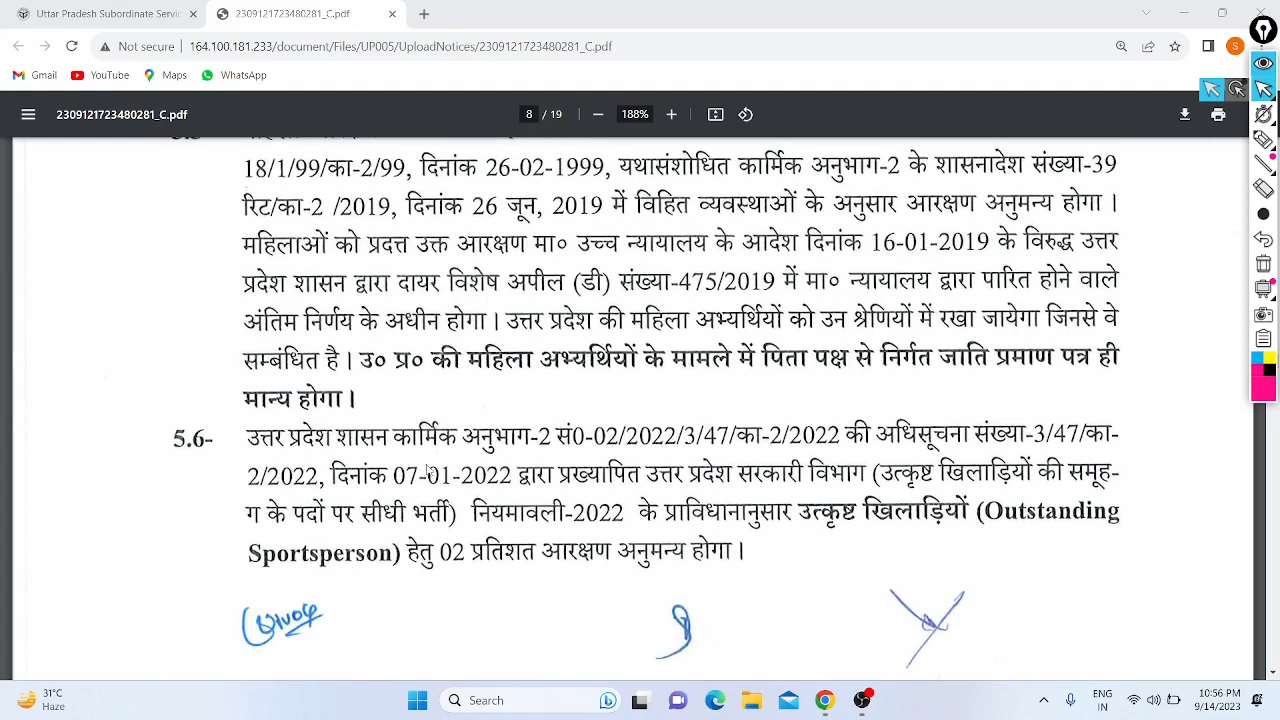 Uttar Pradesh Subordinate Servic
2309121723480281_C.pdf
Not secure 164.100.181.233/document/Files/UP005/UploadNotices/2309121723480281_C.pdf
S
Gmail YouTube Maps WhatsApp
2309121723480281_C.pdf 8 / 19 188%
18/1/99/का-2/99, दिनांक 26-02-1999, यथासंशोधित कार्मिक अनुभाग-2 के शासनादेश संख्या-39
रिट/का-2 /2019, दिनांक 26 जून, 2019 में विहित व्यवस्थाओं के अनुसार आरक्षण अनुमन्य होगा।
महिलाओं को प्रदत्त उक्त आरक्षण मा० उच्च न्यायालय के आदेश दिनांक 16-01-2019 के विरुद्ध उत्तर
प्रदेश शासन द्वारा दायर विशेष अपील (डी) संख्या-475/2019 में मा० न्यायालय द्वारा पारित होने वाले
अंतिम निर्णय के अधीन होगा। उत्तर प्रदेश की महिला अभ्यर्थियों को उन श्रेणियों में रखा जायेगा जिनसे वे
सम्बंधित है। उ० प्र० की महिला अभ्यर्थियों के मामले में पिता पक्ष से निर्गत जाति प्रमाण पत्र ही
मान्य होगा।
5.6- उत्तर प्रदेश शासन कार्मिक अनुभाग-2 सं0-02/2022/3/47/का-2/2022 की अधिसूचना संख्या-3/47/का-
2/2022, दिनांक 07-01-2022 द्वारा प्रख्यापित उत्तर प्रदेश सरकारी विभाग (उत्कृष्ट खिलाड़ियों की समूह-
ग के पदों पर सीधी भर्ती) नियमावली-2022 के प्राविधानानुसार उत्कृष्ट खिलाड़ियों (Outstanding
Sportsperson) हेतु 02 प्रतिशत आरक्षण अनुमन्य होगा।
31°C
Haze
Search
ENG
IN
10:56 PM
9/14/2023